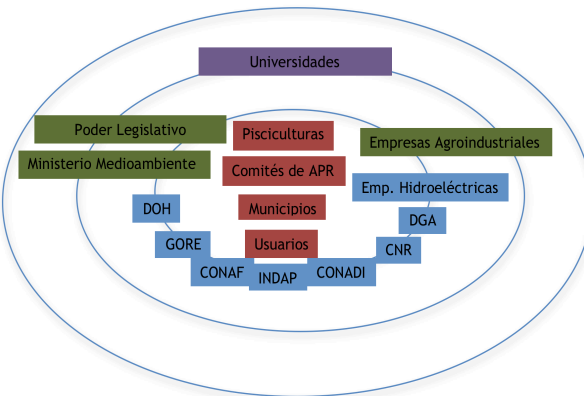 Universidades
Poder Legislativo
Pisciculturas
Empresas Agroindustriales
Ministerio Medioambiente
Comités de APR
Emp. Hidroeléctricas
DOH
Municipios
DGA
GORE
Usuarios
CNR
CONAF
INDAP
CONADI